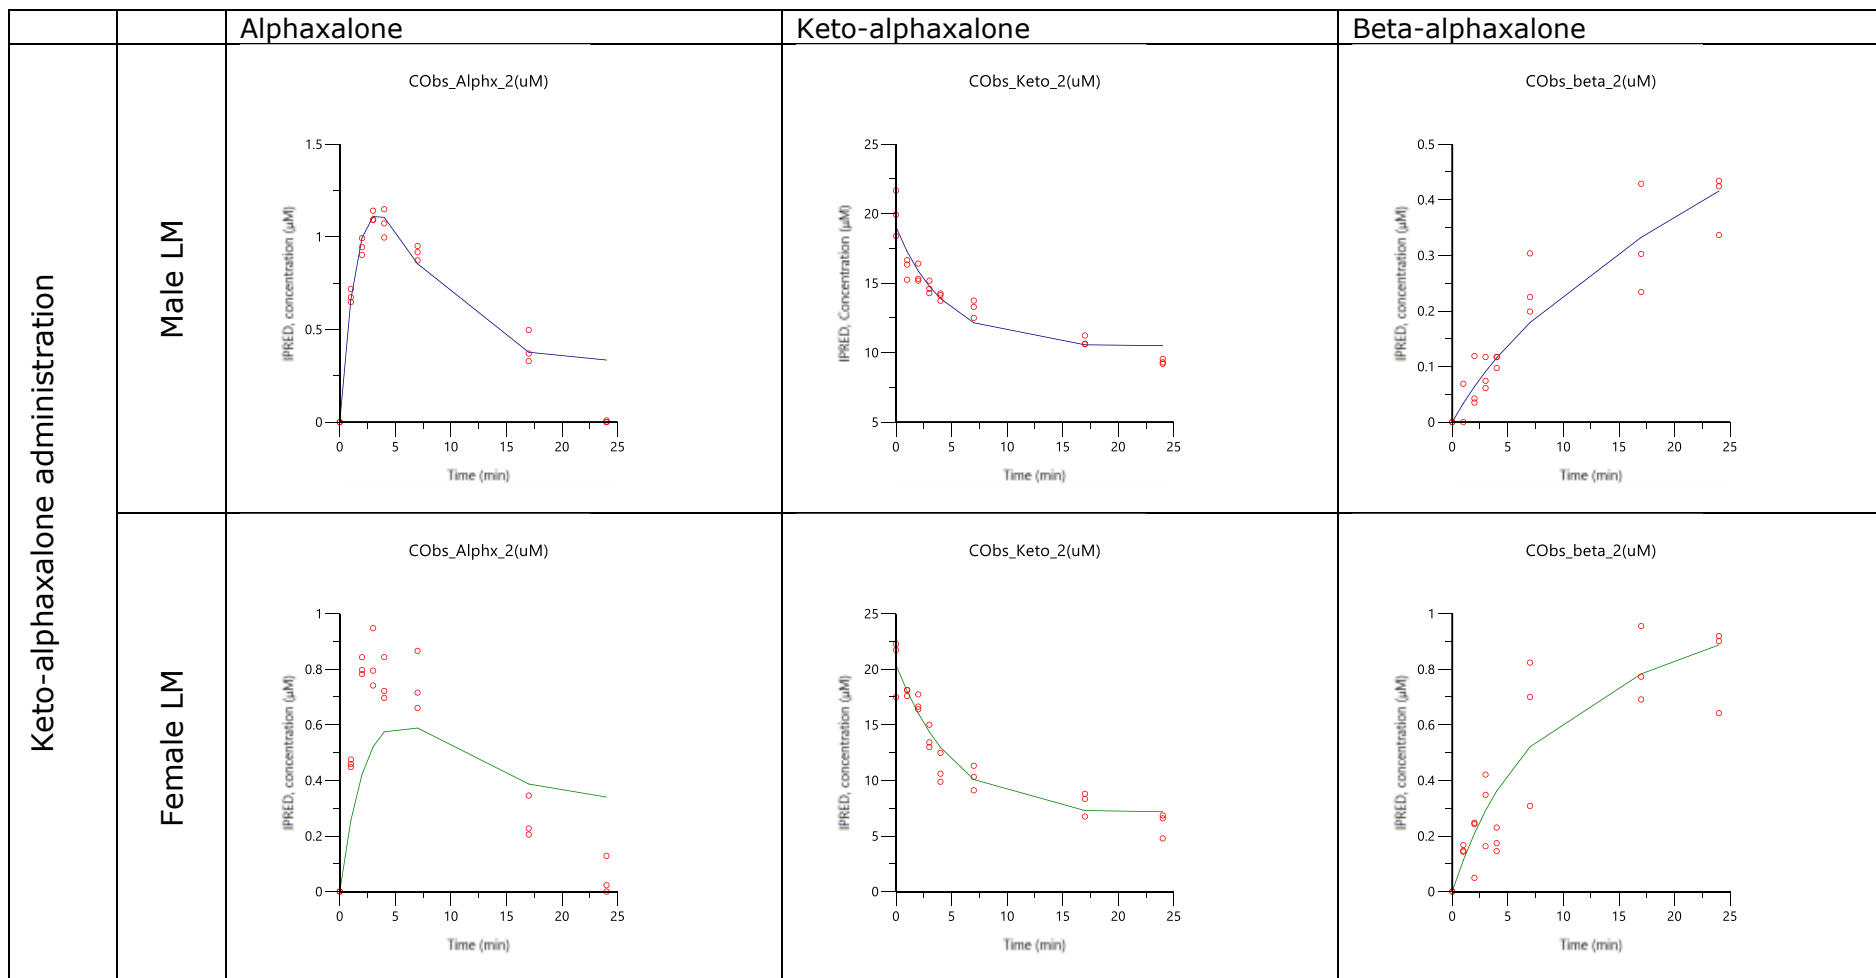 Alphaxalone
Keto-alphaxalone
Beta-alphaxalone
Keto-alphaxalone administration
Male LM
CObs_Alphx_2(uM)
IPRED, concentration (µM)
1.5
1
0.5
0
0 5 10 15 20 25
Time (min)
CObs_Keto_2(uM)
IPRED, Concentration (µM)
25
20
15
10
5
0 5 10 15 20 25
Time (min)
CObs_beta_2(uM)
IPRED, concentration (µM)
0.5
0.4
0.3
0.2
0.1
0
0 5 10 15 20 25
Time (min)
Female LM
CObs_Alphx_2(uM)
IPRED, concentration (µM)
1
0.8
0.6
0.4
0.2
0
0 5 10 15 20 25
Time (min)
CObs_Keto_2(uM)
IPRED, concentration (µM)
25
20
15
10
5
0
0 5 10 15 20 25
Time (min)
CObs_beta_2(uM)
IPRED, concentration (µM)
1
0.8
0.6
0.4
0.2
0
0 5 10 15 20 25
Time (min)